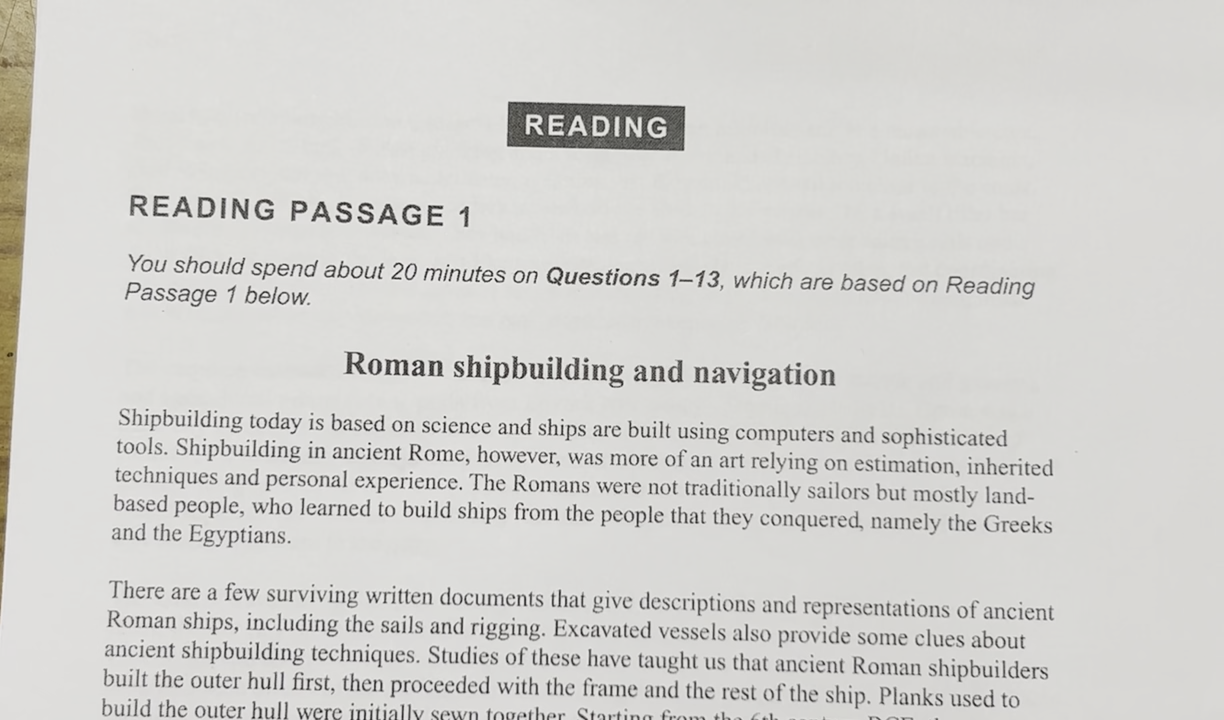 READING
READING PASSAGE 1
You should spend about 20 minutes on Questions 1–13, which are based on Reading
Passage 1 below.
Roman shipbuilding and navigation
Shipbuilding today is based on science and ships are built using computers and sophisticated
tools. Shipbuilding in ancient Rome, however, was more of an art relying on estimation, inherited
techniques and personal experience. The Romans were not traditionally sailors but mostly land-
based people, who learned to build ships from the people that they conquered, namely the Greeks
and the Egyptians.
There are a few surviving written documents that give descriptions and representations of ancient
Roman ships, including the sails and rigging. Excavated vessels also provide some clues about
ancient shipbuilding techniques. Studies of these have taught us that ancient Roman shipbuilders
built the outer hull first, then proceeded with the frame and the rest of the ship. Planks used to
build the outer hull were initially sewn together. Starting from the 6th